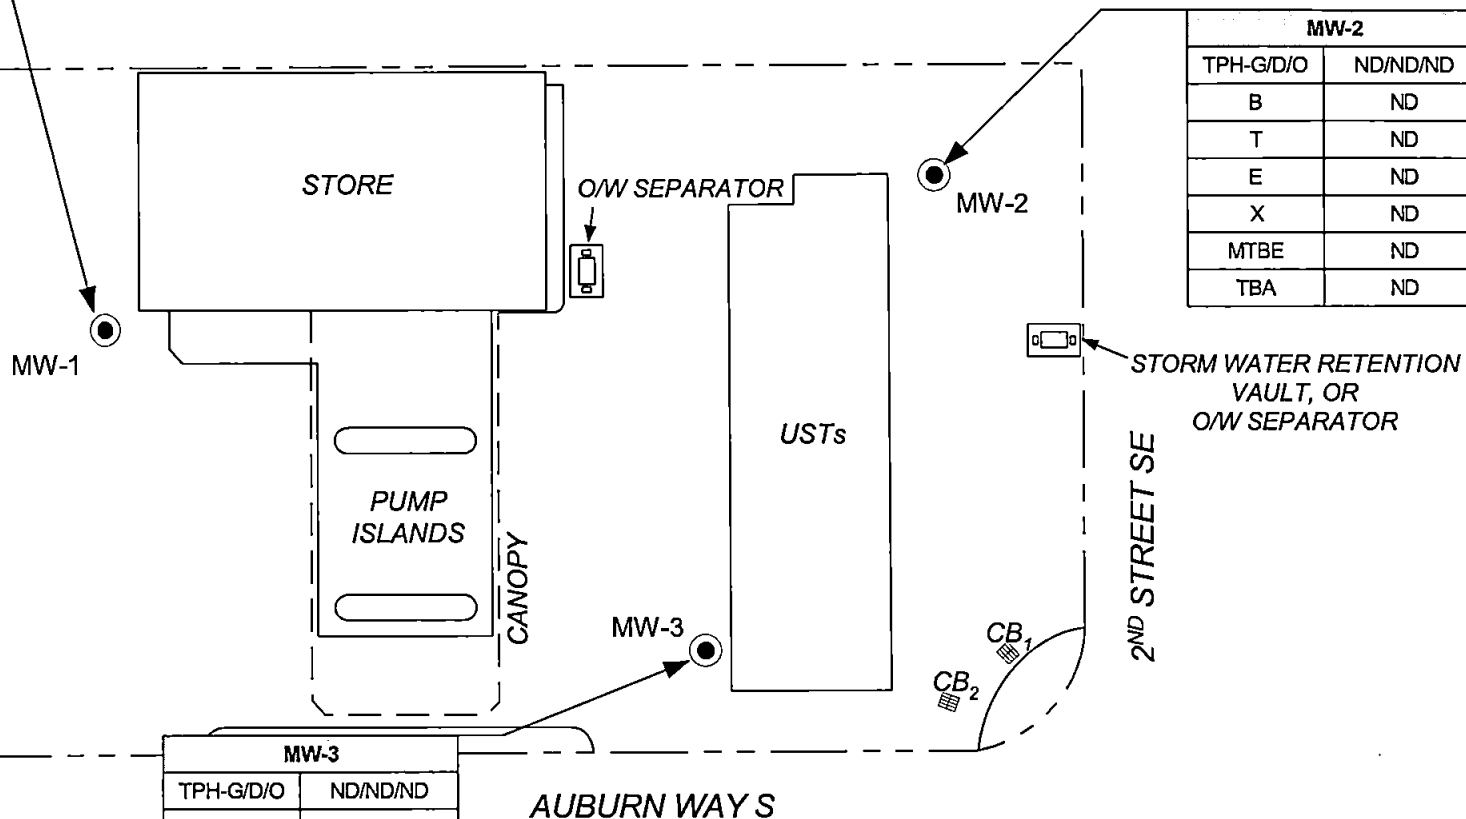 MW-2
TPH-G/D/O ND/ND/ND
B ND
T ND
E ND
X ND
MTBE ND
TBA ND
STORE
O/W SEPARATOR
MW-2
MW-1
STORM WATER RETENTION
VAULT, OR
O/W SEPARATOR
USTs
PUMP
ISLANDS
CANOPY
2ND STREET SE
MW-3
CB1
CB2
MW-3
TPH-G/D/O ND/ND/ND
AUBURN WAY S